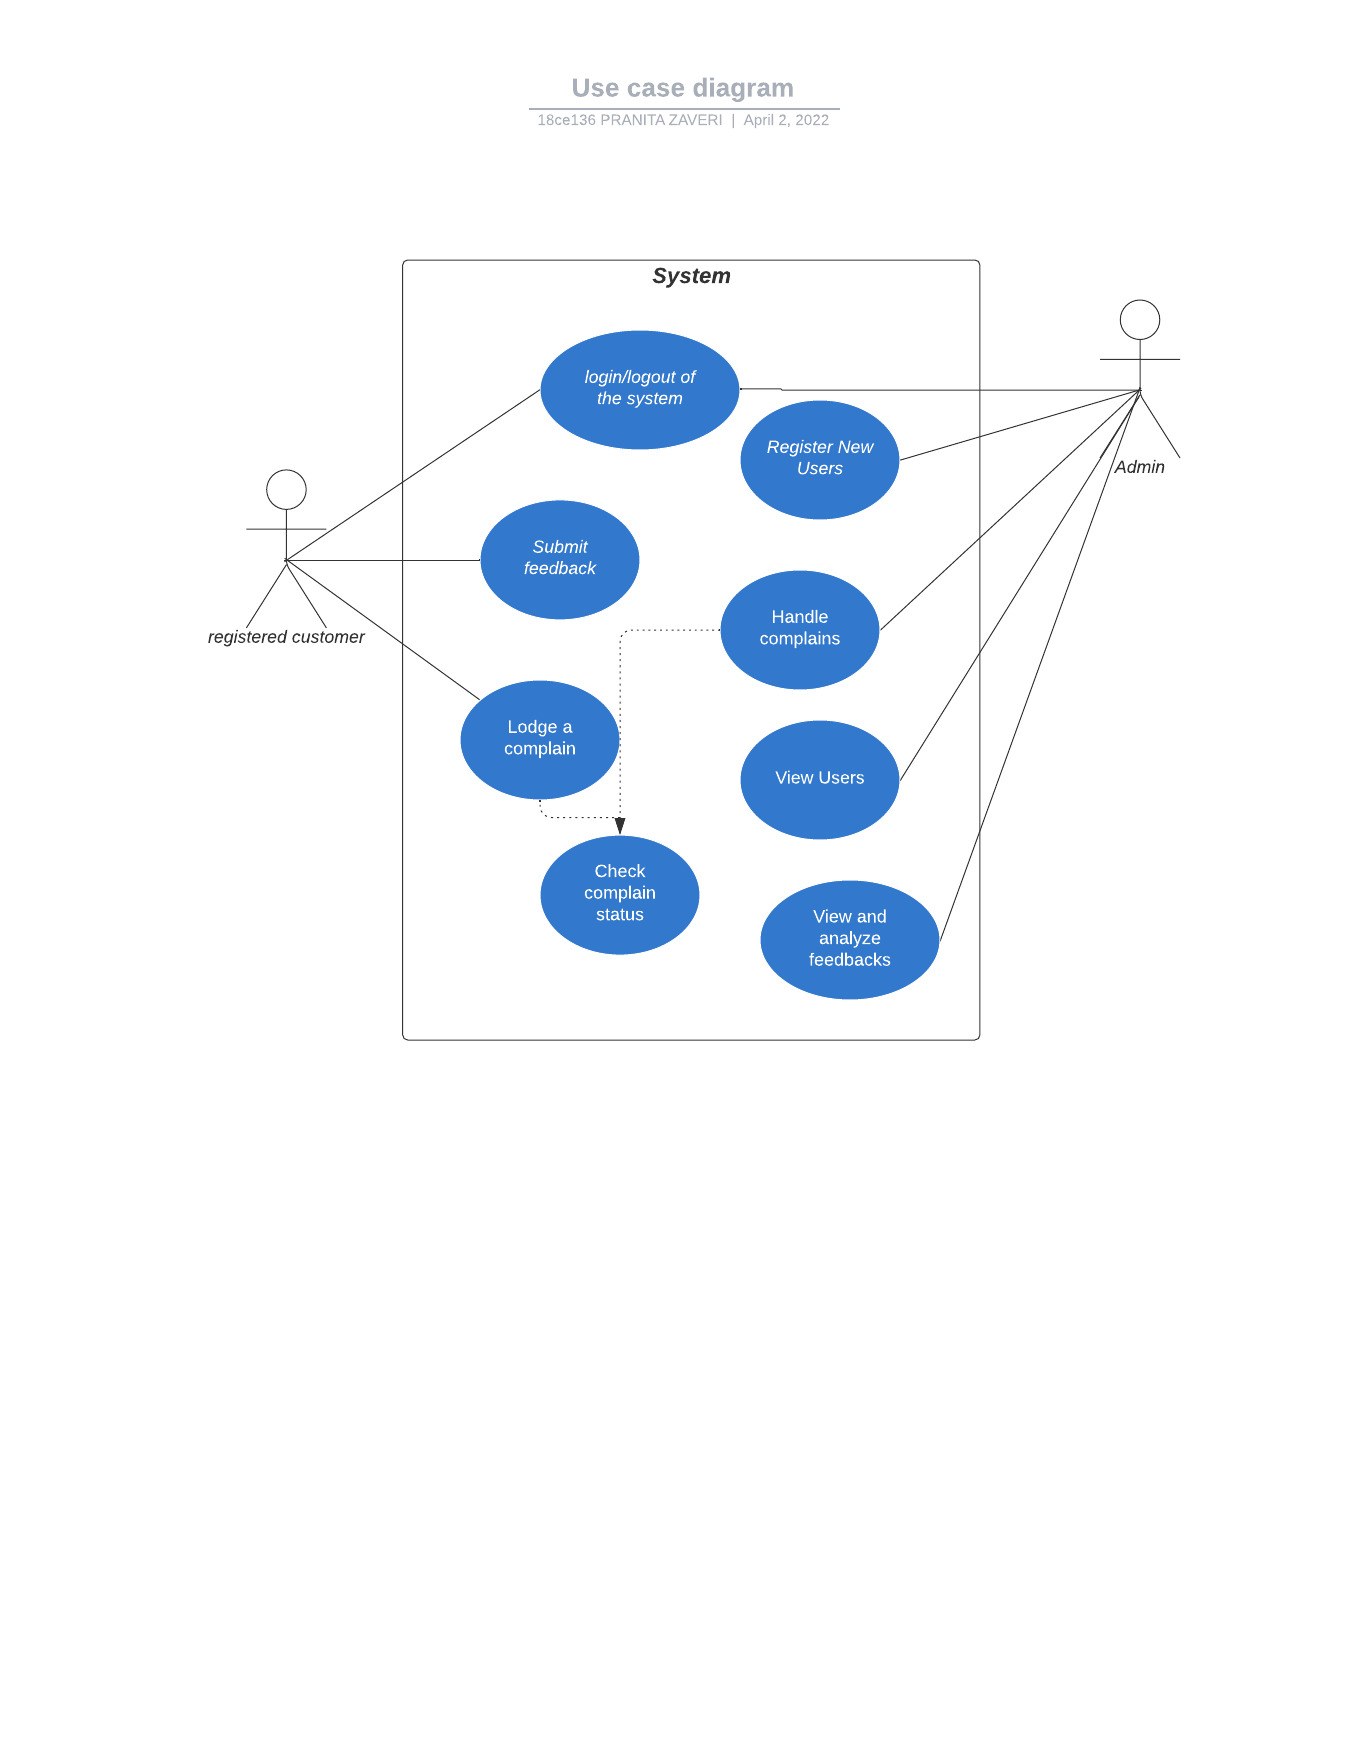 Use case diagram
18ce136 PRANITA ZAVERI | April 2, 2022
System
login/logout of
the system
Register New
Users
Admin
Submit
feedback
Handle
complains
registered customer
Lodge a
complain
View Users
Check
complain
status
View and
analyze
feedbacks